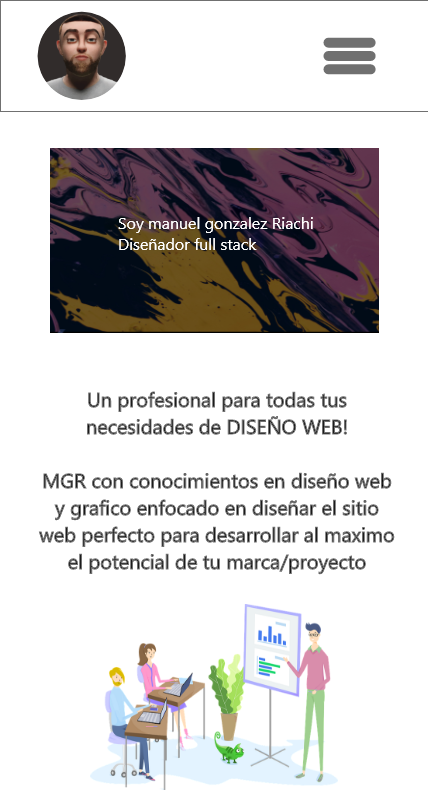 Soy manuel gonzalez Riachi
Diseñador full stack
Un profesional para todas tus
necesidades de DISEÑO WEB!
MGR con conocimientos en diseño web
y grafico enfocado en diseñar el sitio
web perfecto para desarrollar al maximo
el potencial de tu marca/proyecto